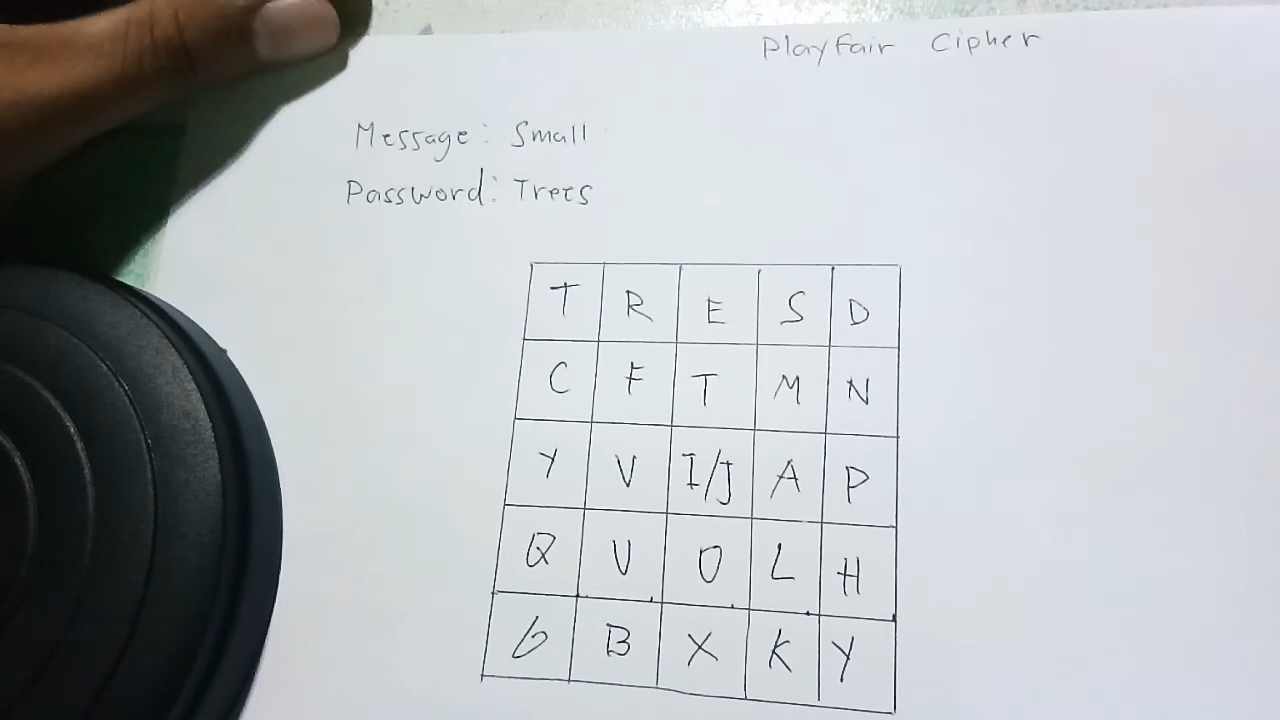 Playfair Cipher
Message: Small
Password: Trees
T R E S D
C F T M N
Y V I/J A P
Q V O L H
G B X K Y